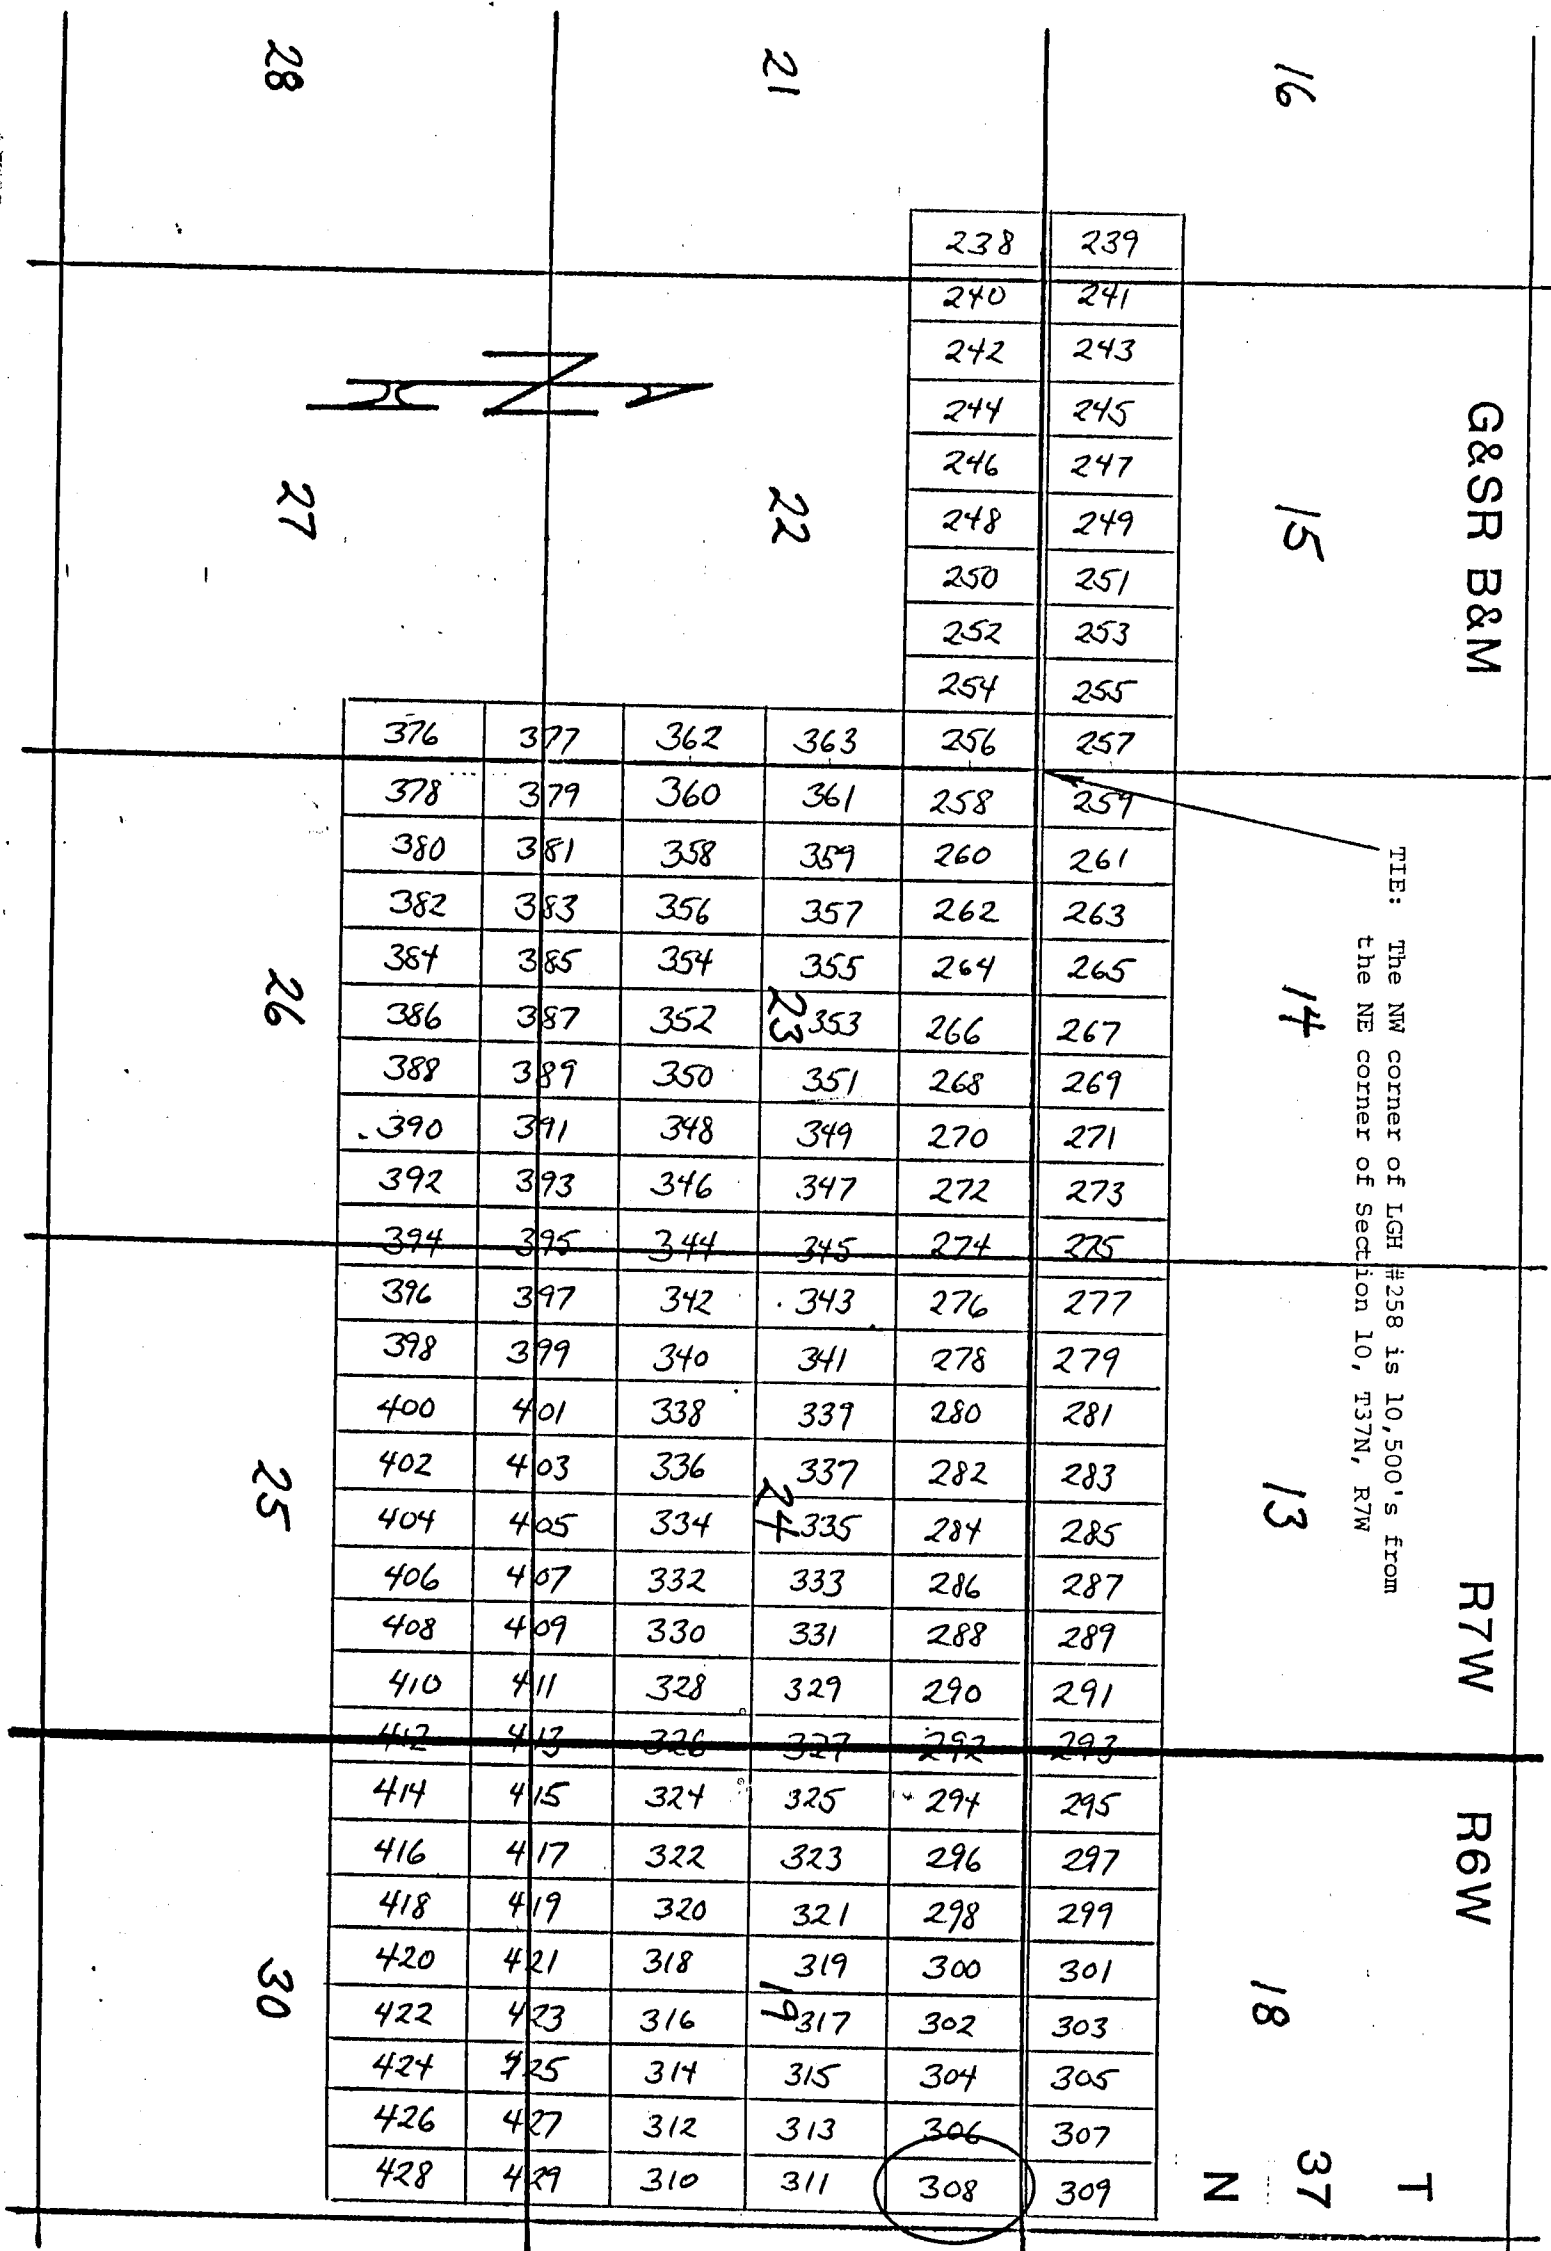 G&SR B&M
R7W
R6W
T
37
N
16
15
14
13
18
TIE: The NW corner of LGH #258 is 10,500's from
the NE corner of Section 10, T37N, R7W
21
22
23
24
19
28
27
26
25
30
N
238 239
240 241
242 243
244 245
246 247
248 249
250 251
252 253
254 255
376 377 362 363 256 257
378 379 360 361 258 259
380 381 358 359 260 261
382 383 356 357 262 263
384 385 354 355 264 265
386 387 352 353 266 267
388 389 350 351 268 269
390 391 348 349 270 271
392 393 346 347 272 273
394 395 344 345 274 275
396 397 342 343 276 277
398 399 340 341 278 279
400 401 338 339 280 281
402 403 336 337 282 283
404 405 334 335 284 285
406 407 332 333 286 287
408 409 330 331 288 289
410 411 328 329 290 291
412 413 326 327 292 293
414 415 324 325 294 295
416 417 322 323 296 297
418 419 320 321 298 299
420 421 318 319 300 301
422 423 316 317 302 303
424 425 314 315 304 305
426 427 312 313 306 307
428 429 310 311 308 309